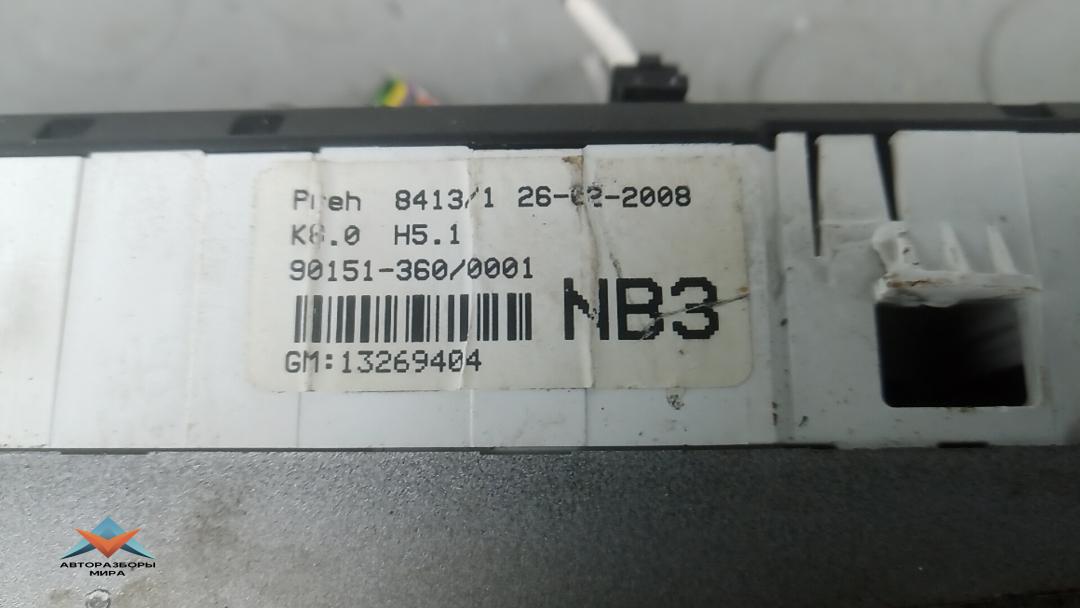 Preh 8413/1 26-02-2008
K6.0 H5.1
90151-360/0001
NB3
GM:13269404
АВТОРАЗБОРЫ
МИРА